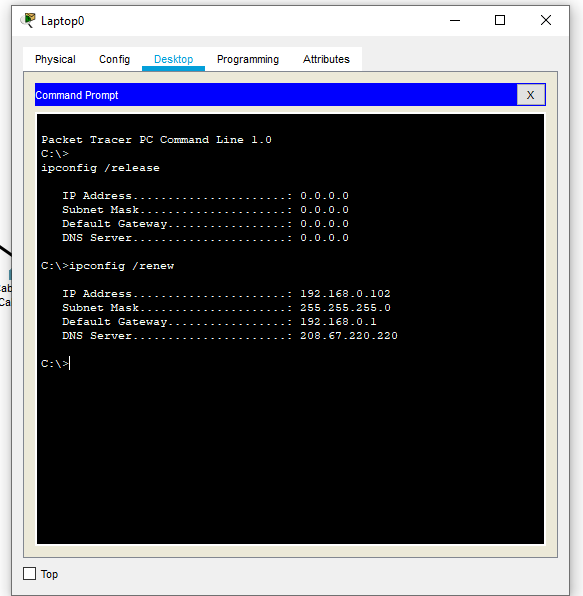 Laptop0
Physical Config Desktop Programming Attributes
Command Prompt X
Packet Tracer PC Command Line 1.0
C:\>
ipconfig /release
IP Address......................: 0.0.0.0
Subnet Mask.....................: 0.0.0.0
Default Gateway.................: 0.0.0.0
DNS Server......................: 0.0.0.0
C:\>ipconfig /renew
IP Address......................: 192.168.0.102
Subnet Mask.....................: 255.255.255.0
Default Gateway.................: 192.168.0.1
DNS Server......................: 208.67.220.220
C:\>
Top